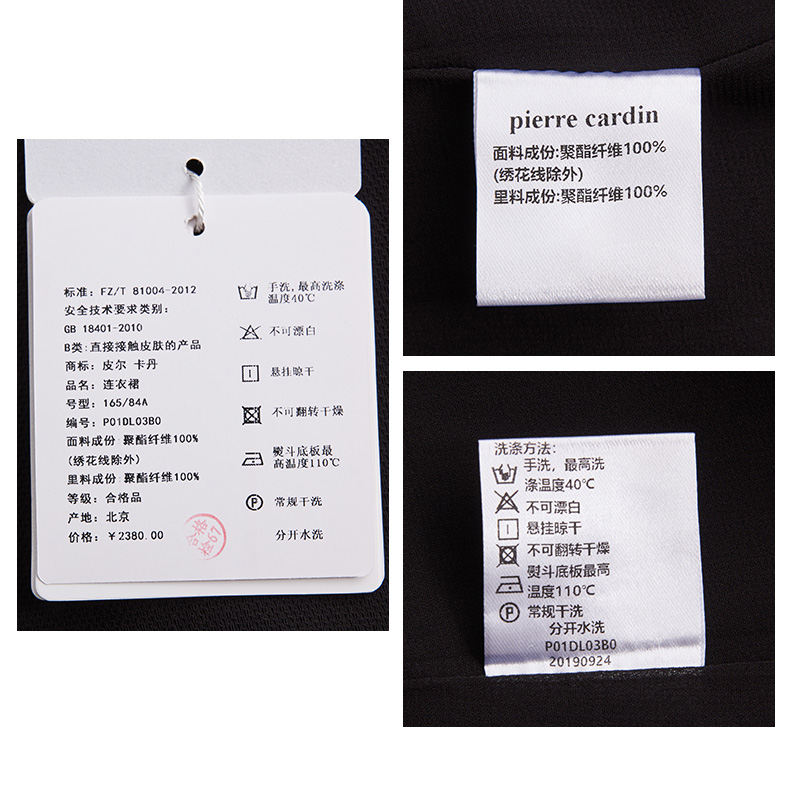 标准：FZ/T 81004-2012
安全技术要求类别：
GB 18401-2010
B类:直接接触皮肤的产品
商标：皮尔 卡丹
品名：连衣裙
号型：165/84A
编号：P01DL03B0
面料成份 聚酯纤维100%
(绣花线除外)
里料成份：聚酯纤维100%
等级：合格品
产地：北京
价格：￥2380.00
手洗,最高洗涤
温度40℃
不可漂白
悬挂晾干
不可翻转干燥
熨斗底板最
高温度110℃
P
常规干洗
分开水洗
pierre cardin
面料成份:聚酯纤维100%
(绣花线除外)
里料成份:聚酯纤维100%
洗涤方法：
手洗，最高洗
涤温度40℃
不可漂白
悬挂晾干
不可翻转干燥
熨斗底板最高
温度110℃
P
常规干洗
分开水洗
P01DL03B0
20190924